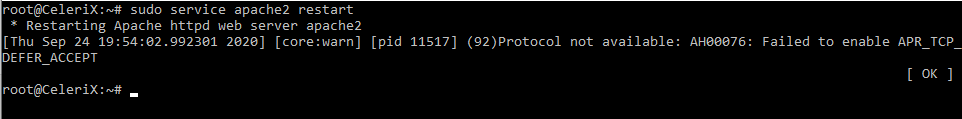 root@CeleriX:~# sudo service apache2 restart
 * Restarting Apache httpd web server apache2
[Thu Sep 24 19:54:02.992301 2020] [core:warn] [pid 11517] (92)Protocol not available: AH00076: Failed to enable APR_TCP_
DEFER_ACCEPT
[ OK ]
root@CeleriX:~#